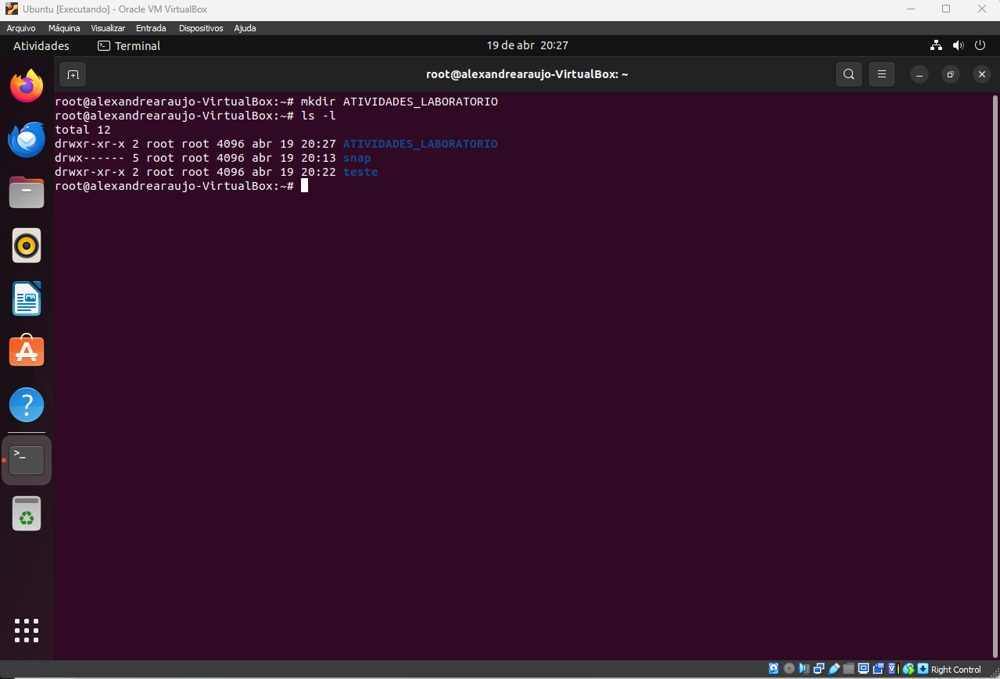 Ubuntu [Executando] - Oracle VM VirtualBox
Arquivo Máquina Visualizar Entrada Dispositivos Ajuda
Atividades Terminal 19 de abr 20:27
root@alexandrearaujo-VirtualBox: ~
root@alexandrearaujo-VirtualBox:~# mkdir ATIVIDADES_LABORATORIO
root@alexandrearaujo-VirtualBox:~# ls -l
total 12
drwxr-xr-x 2 root root 4096 abr 19 20:27 ATIVIDADES_LABORATORIO
drwx------ 5 root root 4096 abr 19 20:13 snap
drwxr-xr-x 2 root root 4096 abr 19 20:22 teste
root@alexandrearaujo-VirtualBox:~#
Right Control